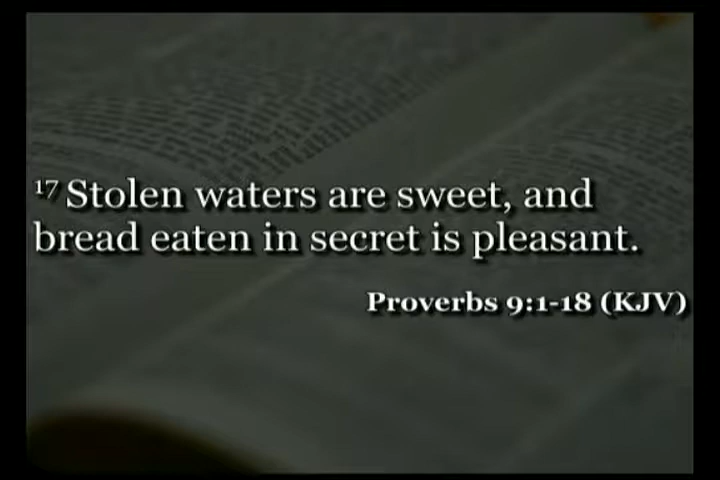 17 Stolen waters are sweet, and
bread eaten in secret is pleasant.
Proverbs 9:1-18 (KJV)